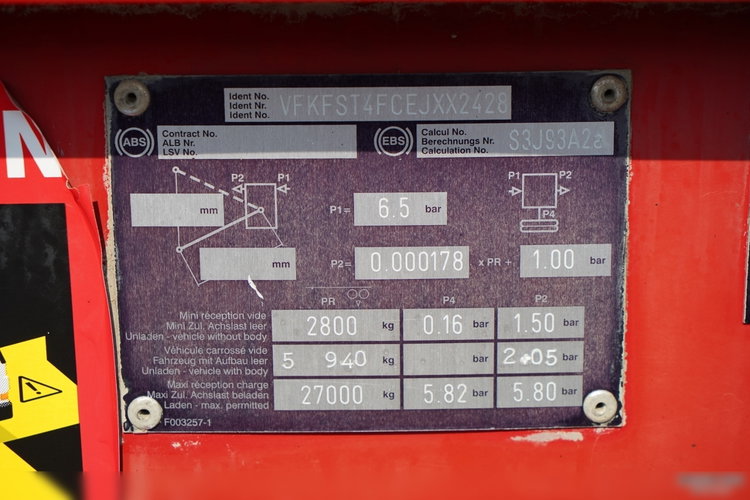 Ident No.
Ident Nr.
Ident No.
VFKFST4FCEJXX2428
ABS
Contract No.
ALB Nr.
LSV No.
EBS
Calcul No.
Berechnungs Nr.
Calculation No.
S3JS3A2a
P2 P1
P1 P2
P4
mm
mm
P1= 6.5 bar
P2= 0.000178 x PR + 1.00 bar
PR P4 P2
Mini réception vide
Mini Zul. Achslast leer
Unladen - vehicle without body
2800 kg 0.16 bar 1.50 bar
Véhicule carrossé vide
Fahrzeug mit Aufbau leer
Unladen - vehicle with body
5 940 kg bar 2.05 bar
Maxi réception charge
Maxi Zul. Achslast beladen
Laden - max. permitted
27000 kg 5.82 bar 5.80 bar
F003257-1
N